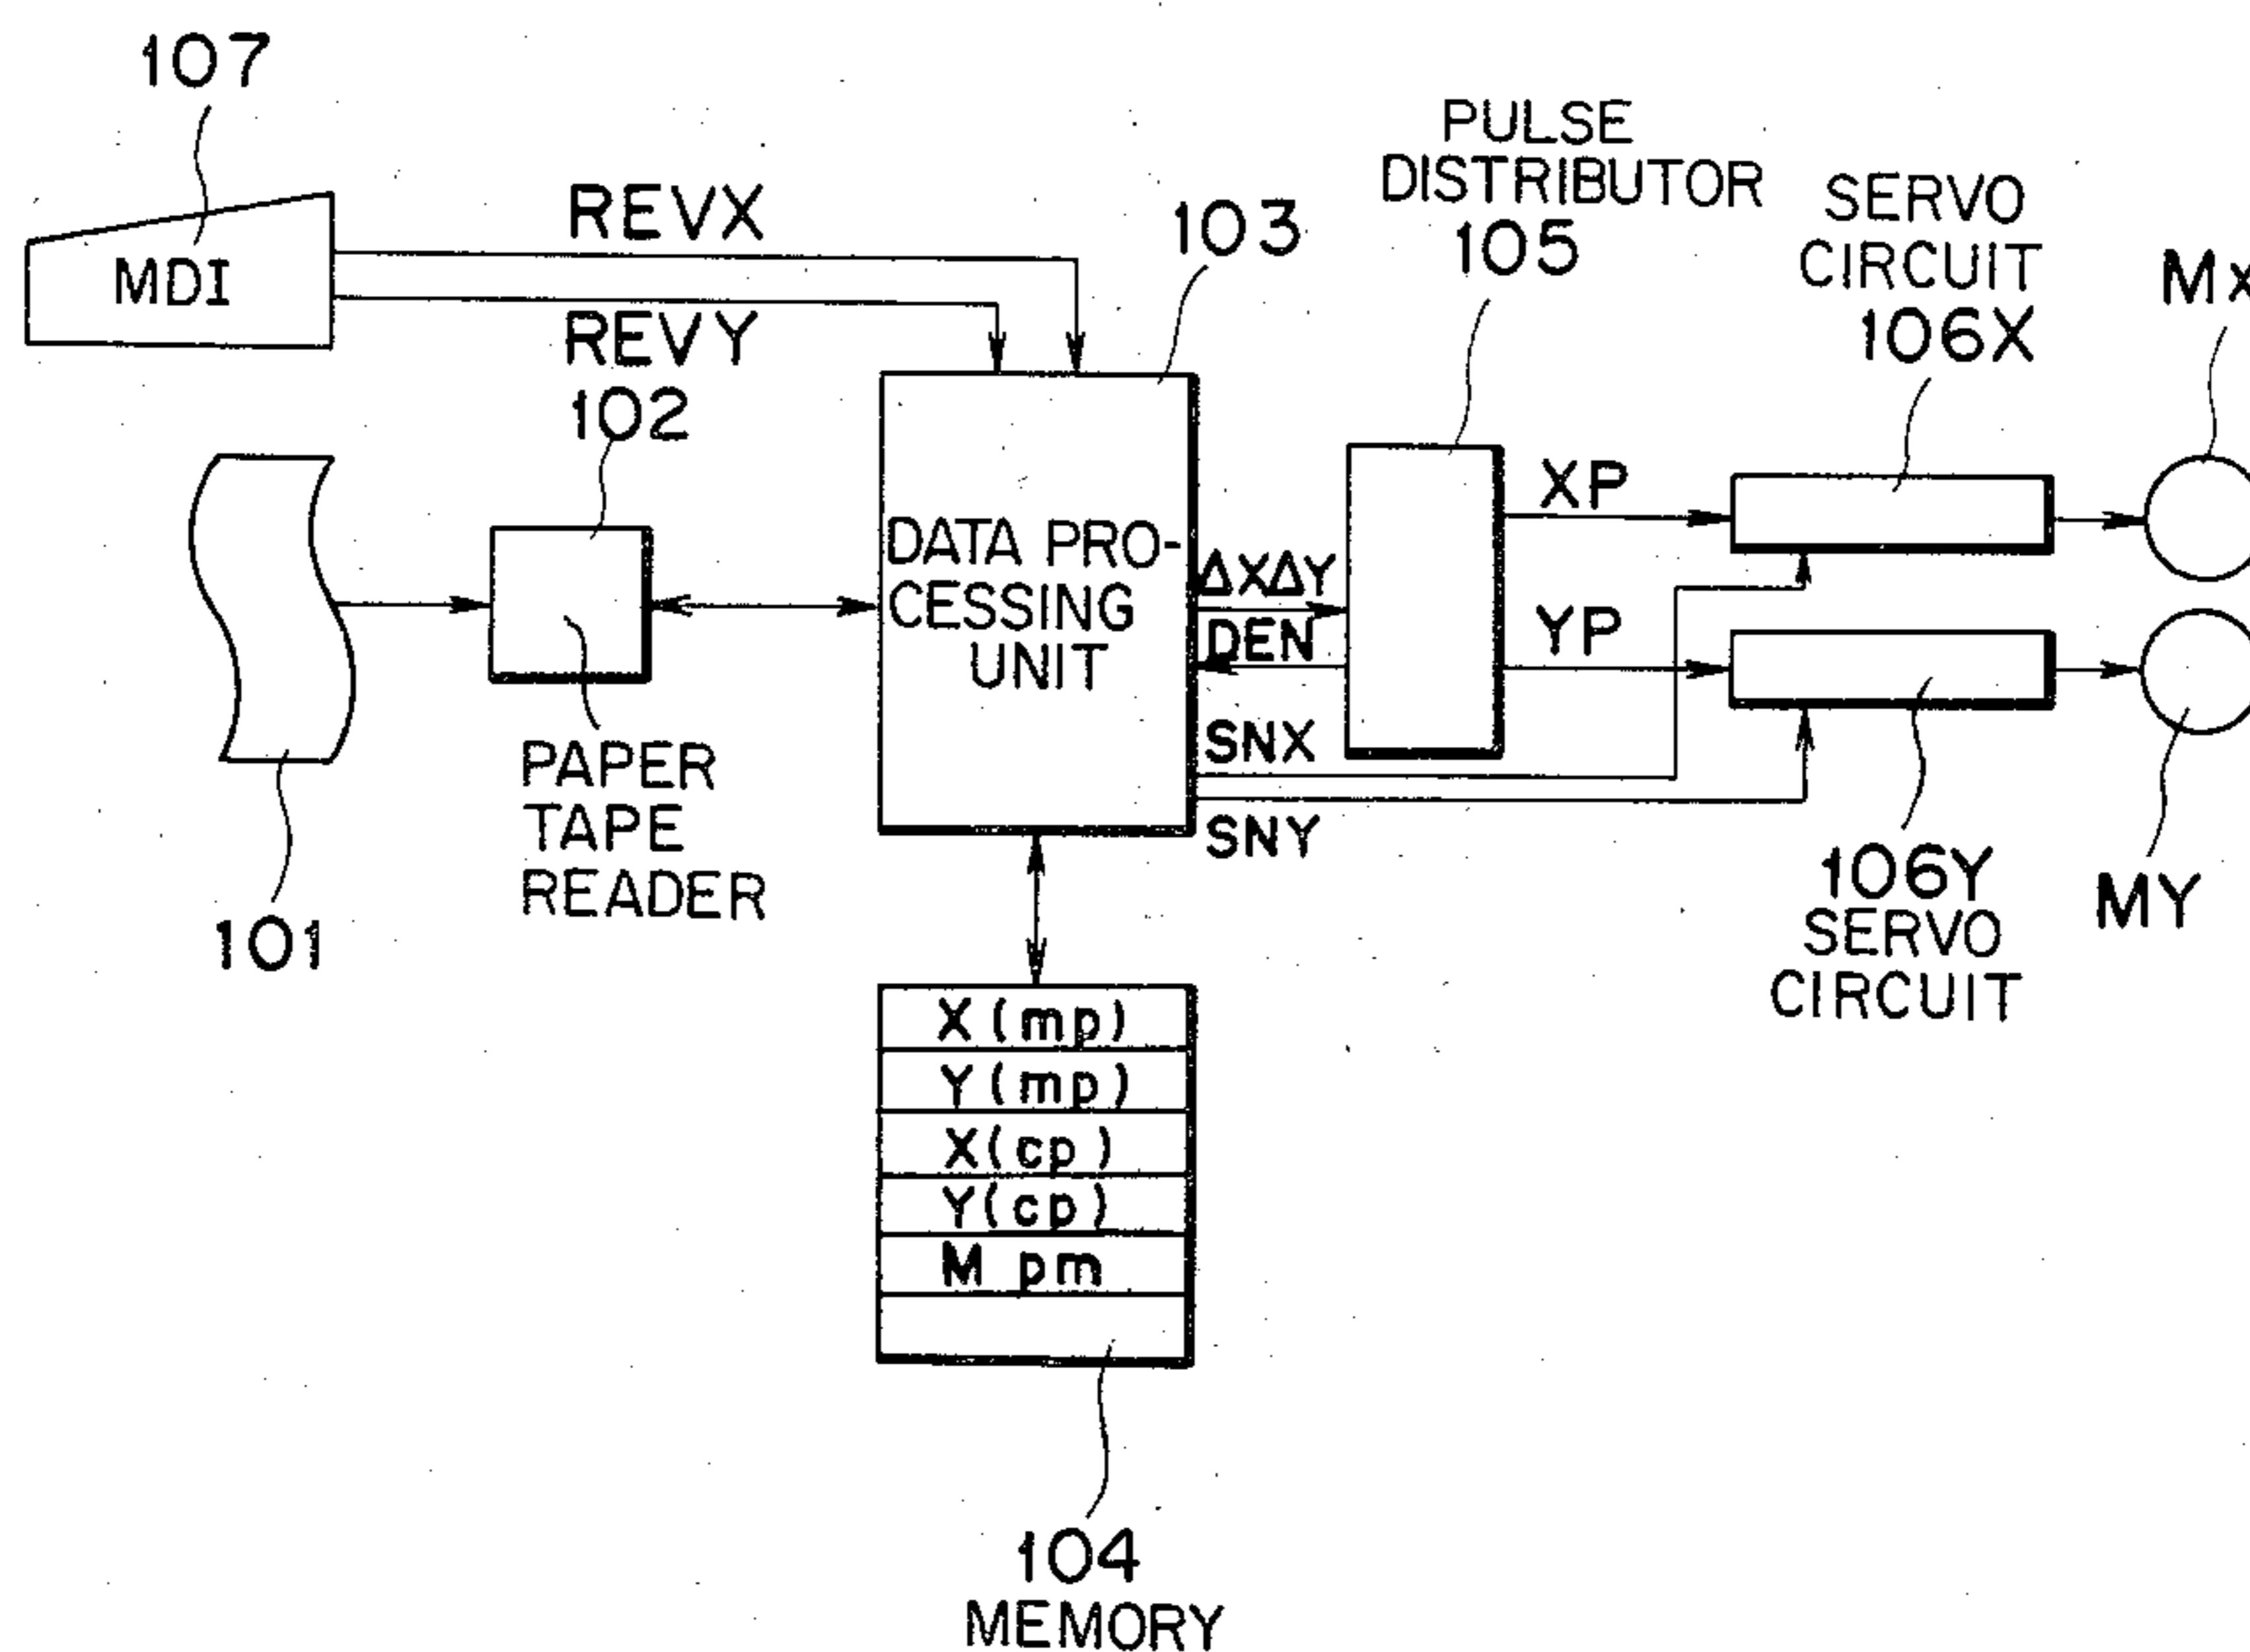 107
MDI
REVX
REVY
102
103
PULSE
DISTRIBUTOR
105
SERVO
CIRCUIT
106X
Mx
DATA PRO-
CESSING
UNIT
ΔXΔY
DEN
SNX
SNY
XP
YP
PAPER
TAPE
READER
101
106Y
SERVO
CIRCUIT
MY
X(mp)
Y(mp)
X(cp)
Y(cp)
M pm
104
MEMORY